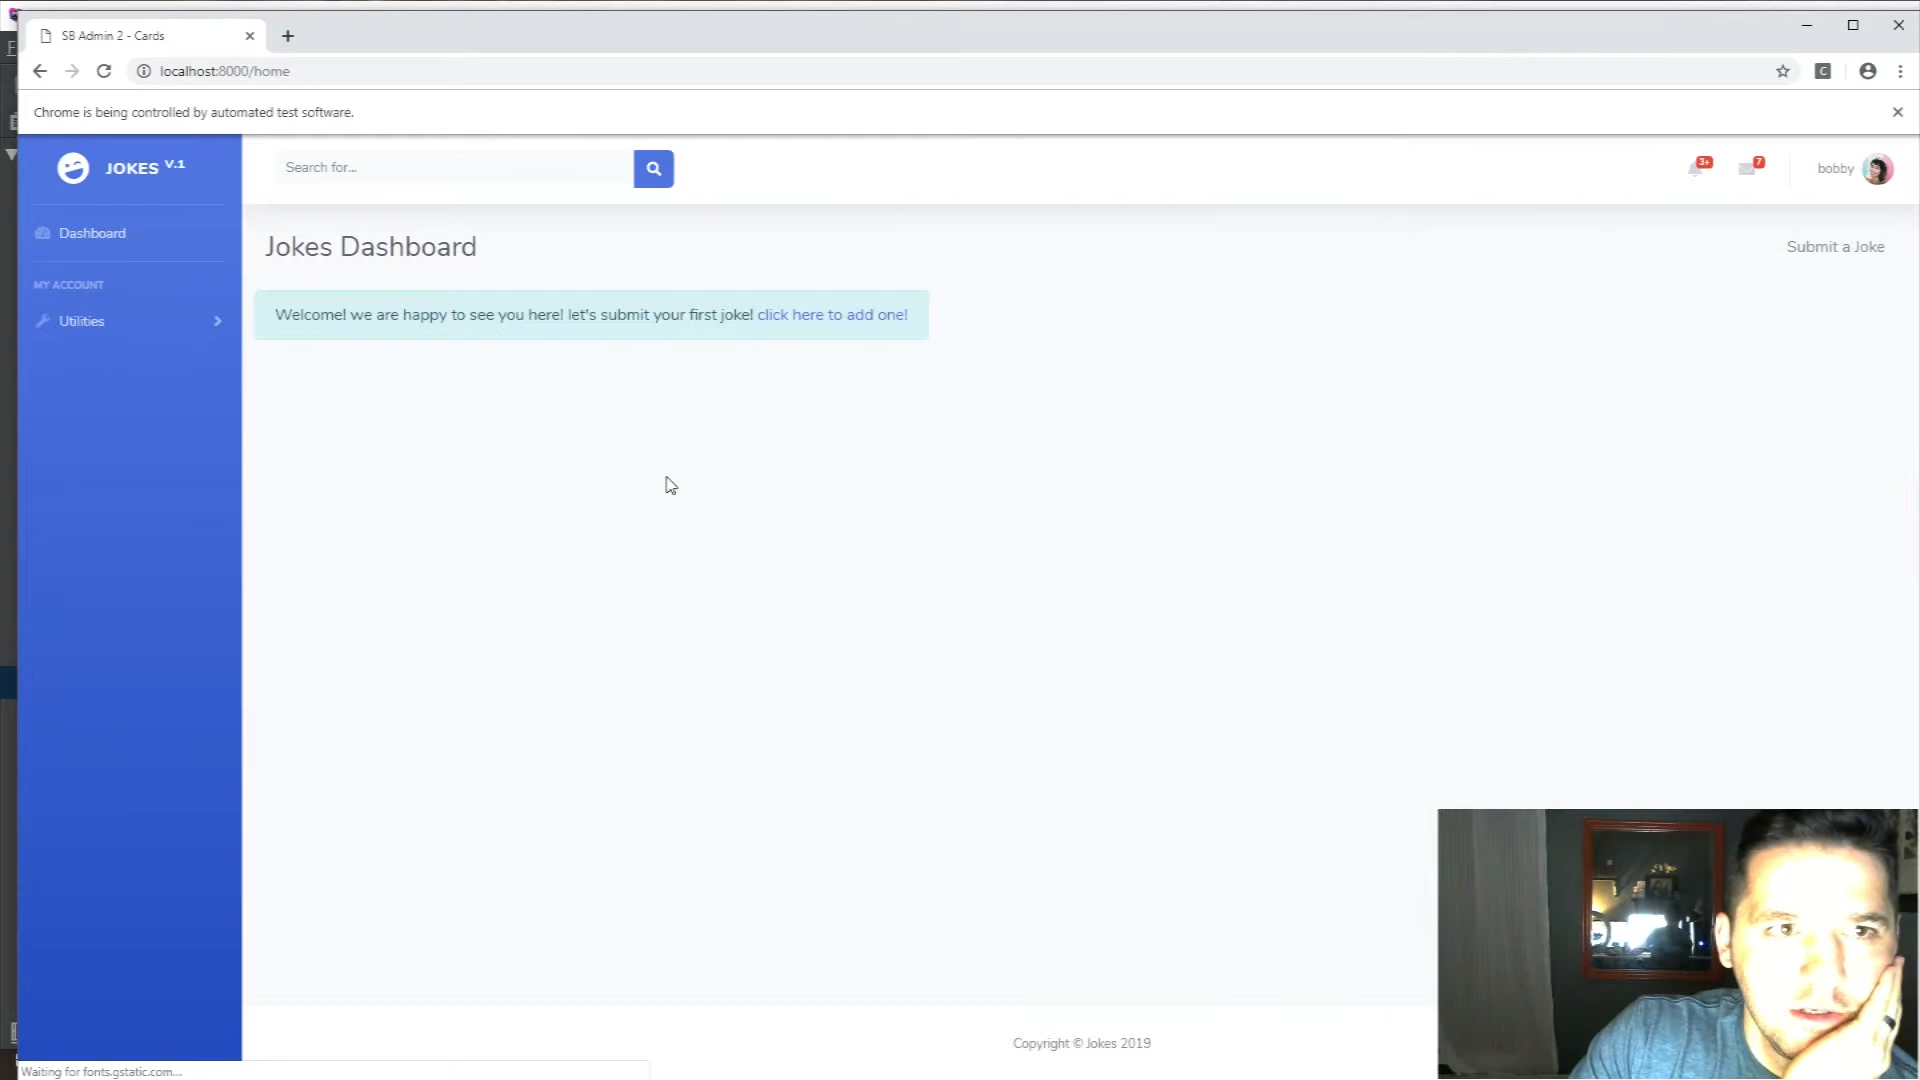 SB Admin 2 - Cards
localhost:8000/home
Chrome is being controlled by automated test software.
JOKES V.1
Search for...
3+
7
bobby
Dashboard
Jokes Dashboard
Submit a Joke
MY ACCOUNT
Utilities
Welcome! we are happy to see you here! let's submit your first joke! click here to add one!
Copyright © Jokes 2019
Waiting for fonts.gstatic.com...